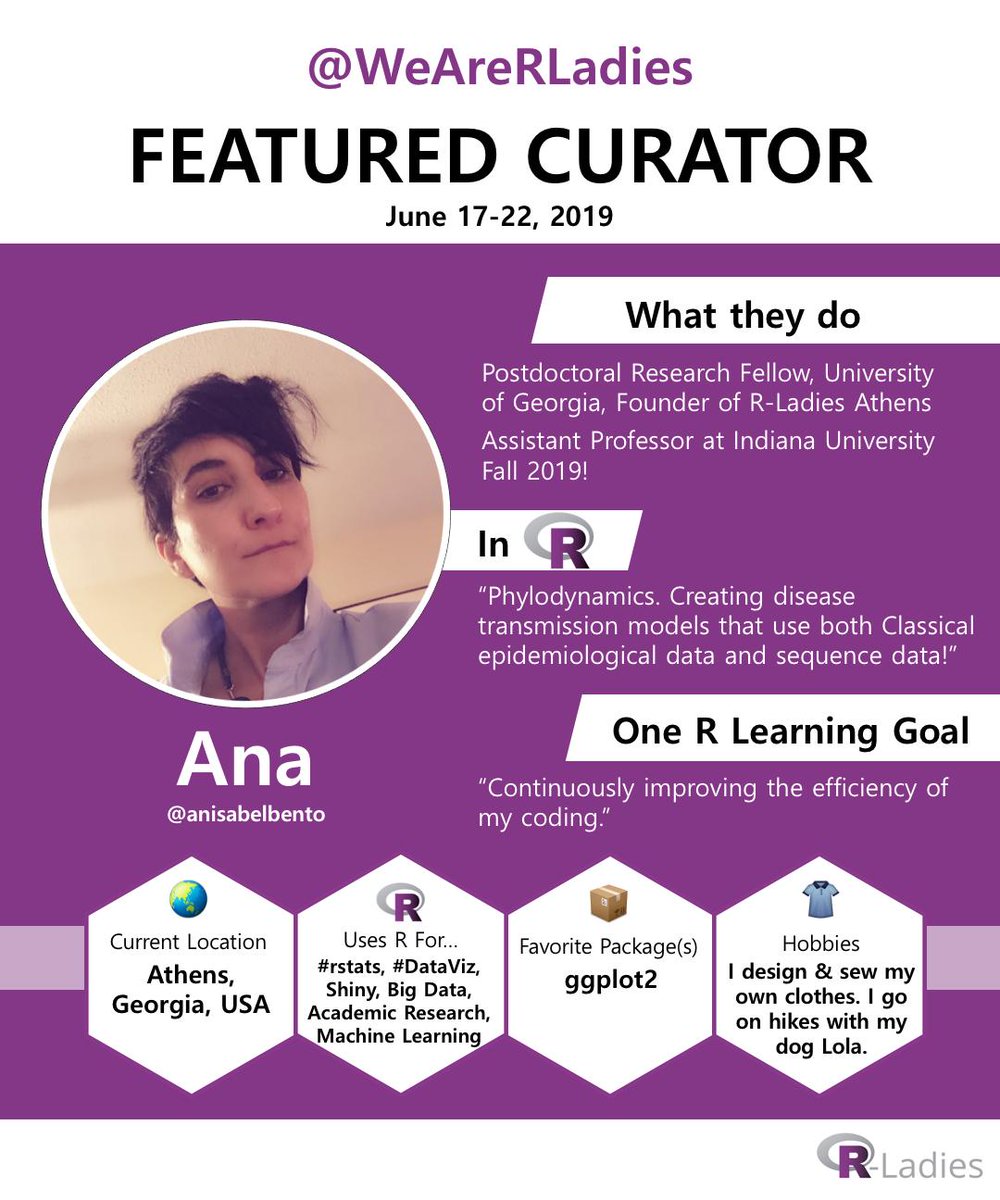 @WeAreRLadies
FEATURED CURATOR
June 17-22, 2019
What they do
Postdoctoral Research Fellow, University
of Georgia, Founder of R-Ladies Athens
Assistant Professor at Indiana University
Fall 2019!
In R
“Phylodynamics. Creating disease
transmission models that use both Classical
epidemiological data and sequence data!”
One R Learning Goal
“Continuously improving the efficiency of
my coding.”
Ana
@anisabelbento
Current Location
Athens,
Georgia, USA
R
Uses R For...
#rstats, #DataViz,
Shiny, Big Data,
Academic Research,
Machine Learning
Favorite Package(s)
ggplot2
Hobbies
I design & sew my
own clothes. I go
on hikes with my
dog Lola.
R-Ladies